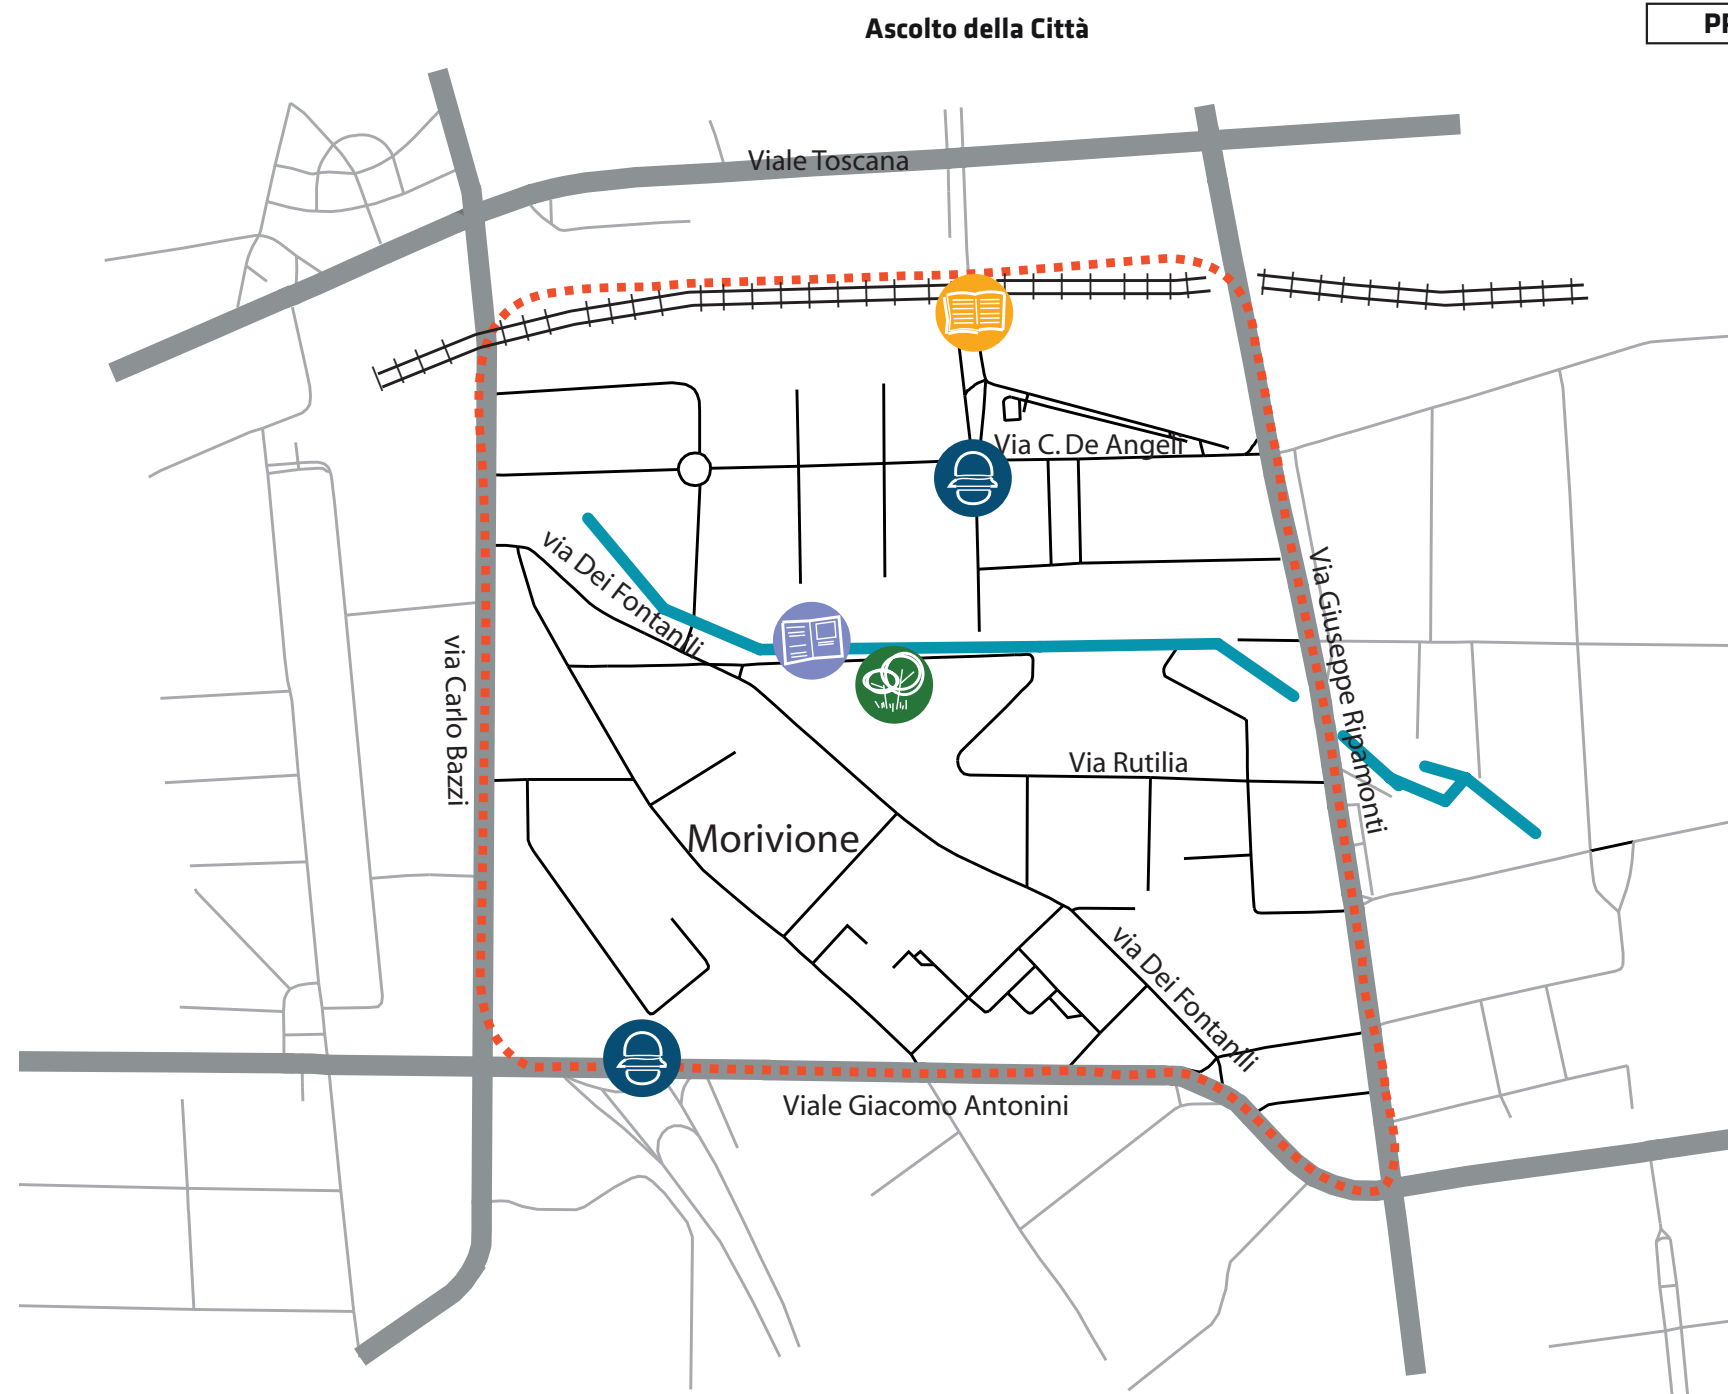 Ascolto della Città
Viale Toscana
Via C. De Angeli
via Dei Fontanili
Via Giuseppe Ripamonti
via Carlo Bazzi
Via Rutilia
Morivione
via Dei Fontanili
Viale Giacomo Antonini